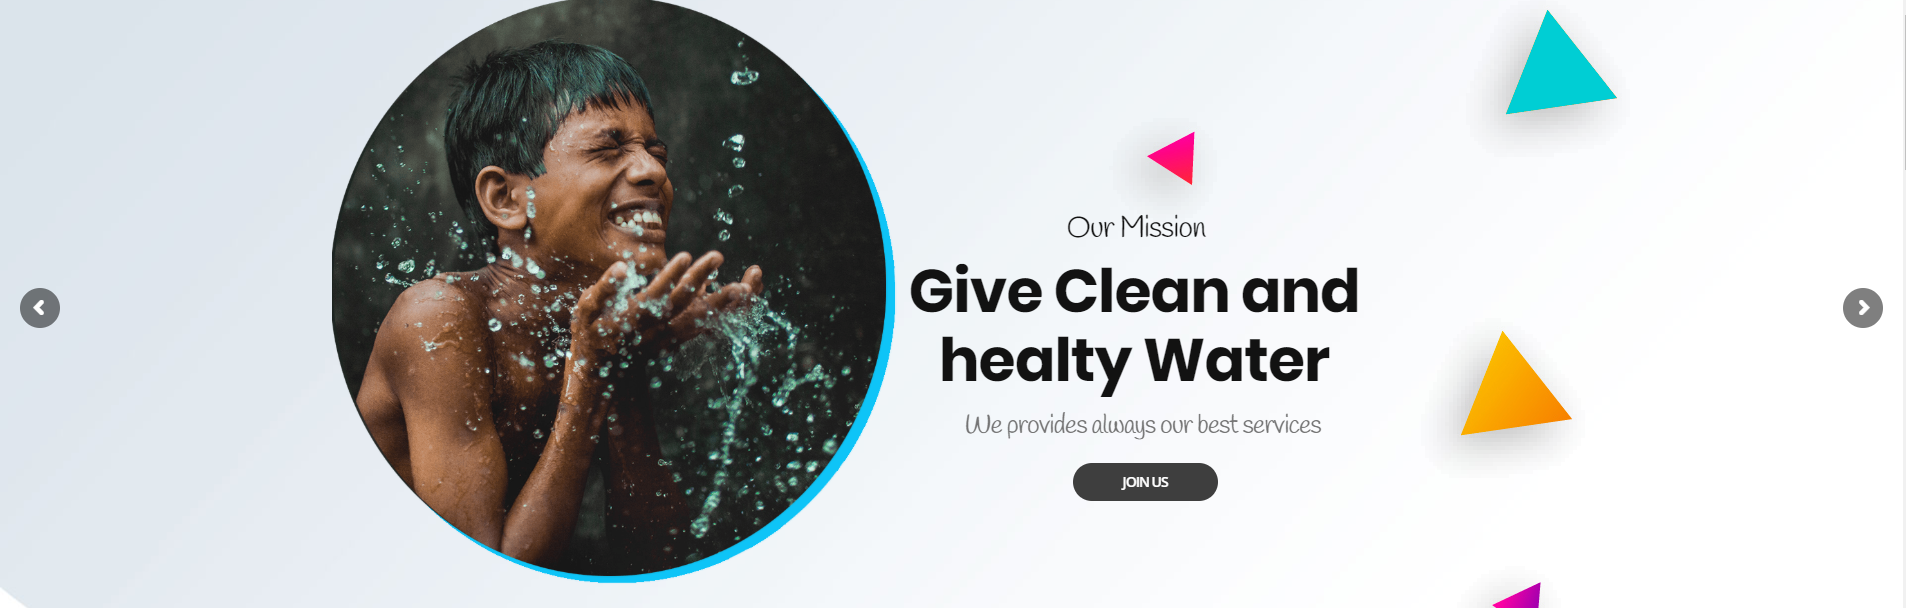 Our Mission
Give Clean and
healty Water
We provides always our best services
JOIN US